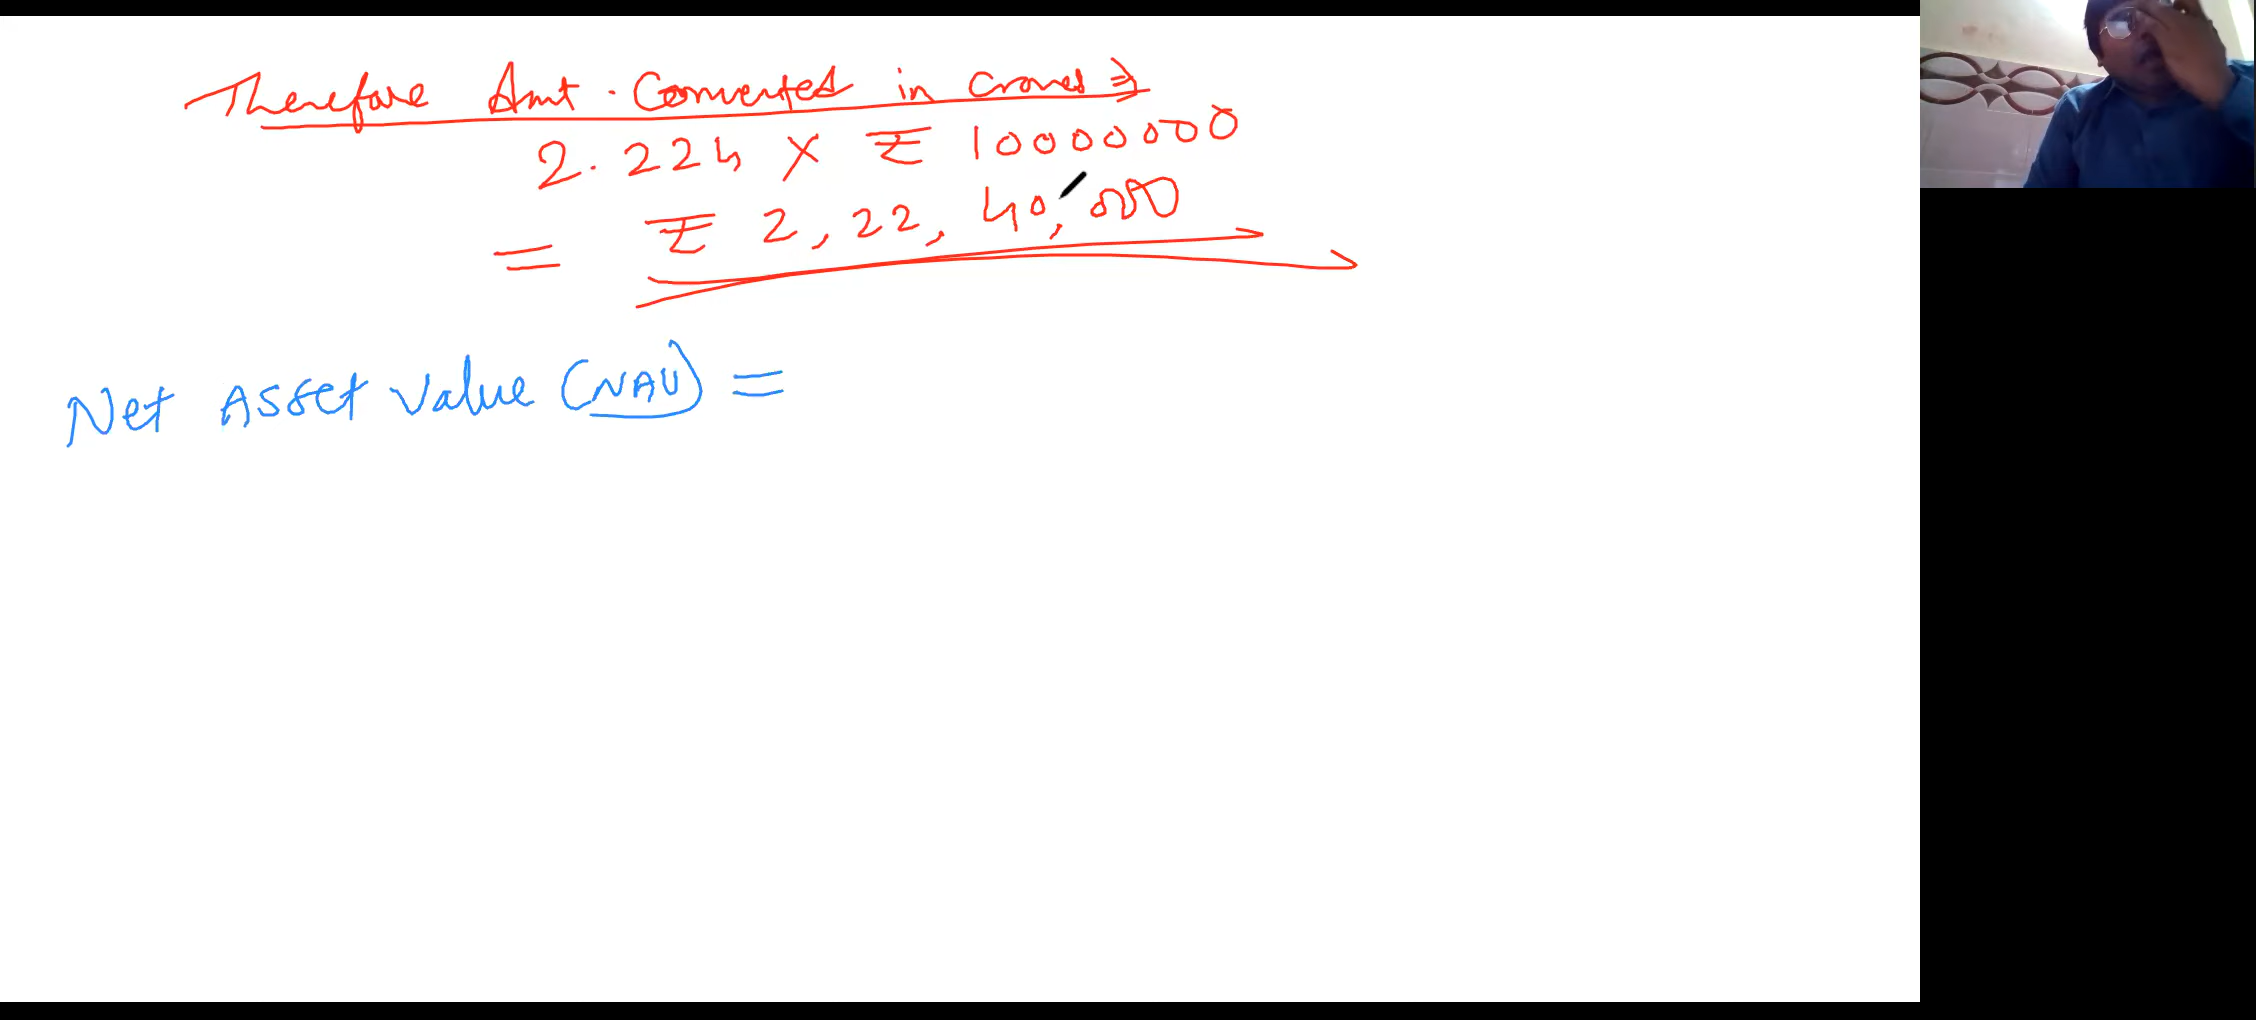 Therefore Amt. Converted in Crores ⇒
2.224 × ₹ 10000000
= ₹ 2,22,40,000
Net Asset Value (NAV) =